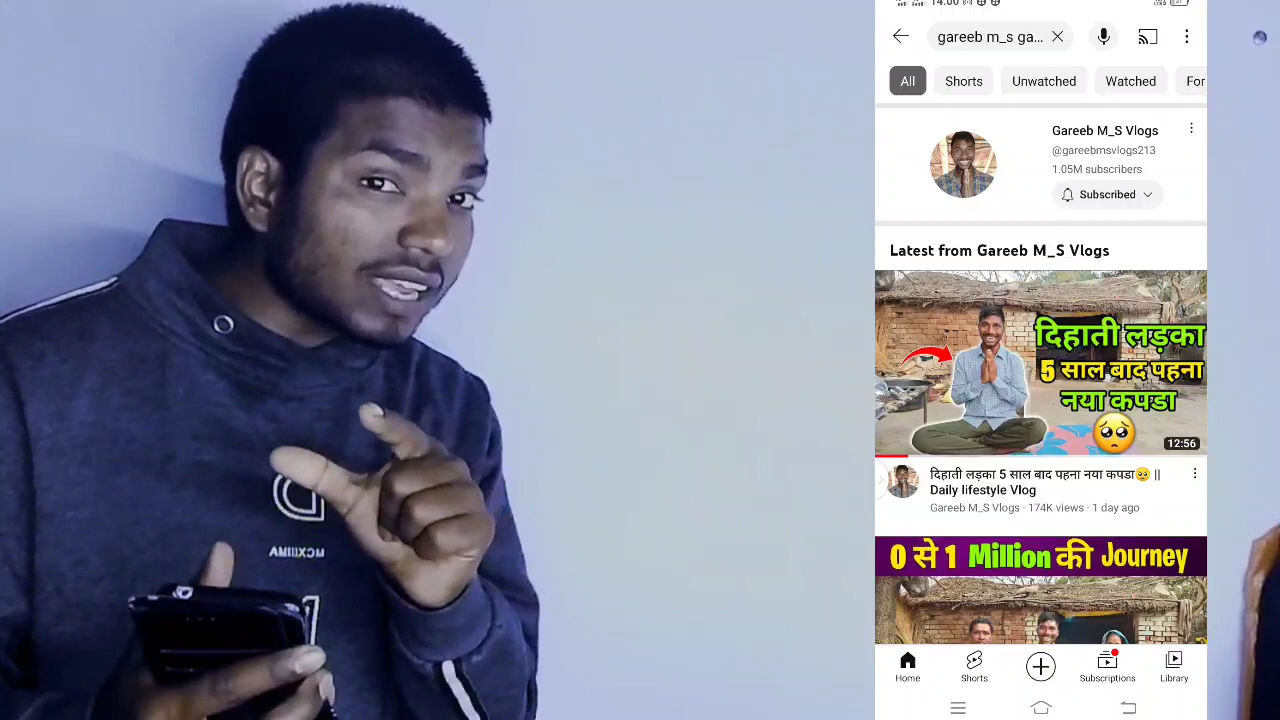 14:00
gareeb m_s ga...
All
Shorts
Unwatched
Watched
For
Gareeb M_S Vlogs
@gareebmsvlogs213
1.05M subscribers
Subscribed
Latest from Gareeb M_S Vlogs
दिहाती लड़का
5 साल बाद पहना
नया कपडा
12:56
दिहाती लड़का 5 साल बाद पहना नया कपडा🥺 ||
Daily lifestyle Vlog
Gareeb M_S Vlogs · 174K views · 1 day ago
0 से 1 Million की Journey
Home
Shorts
Subscriptions
Library